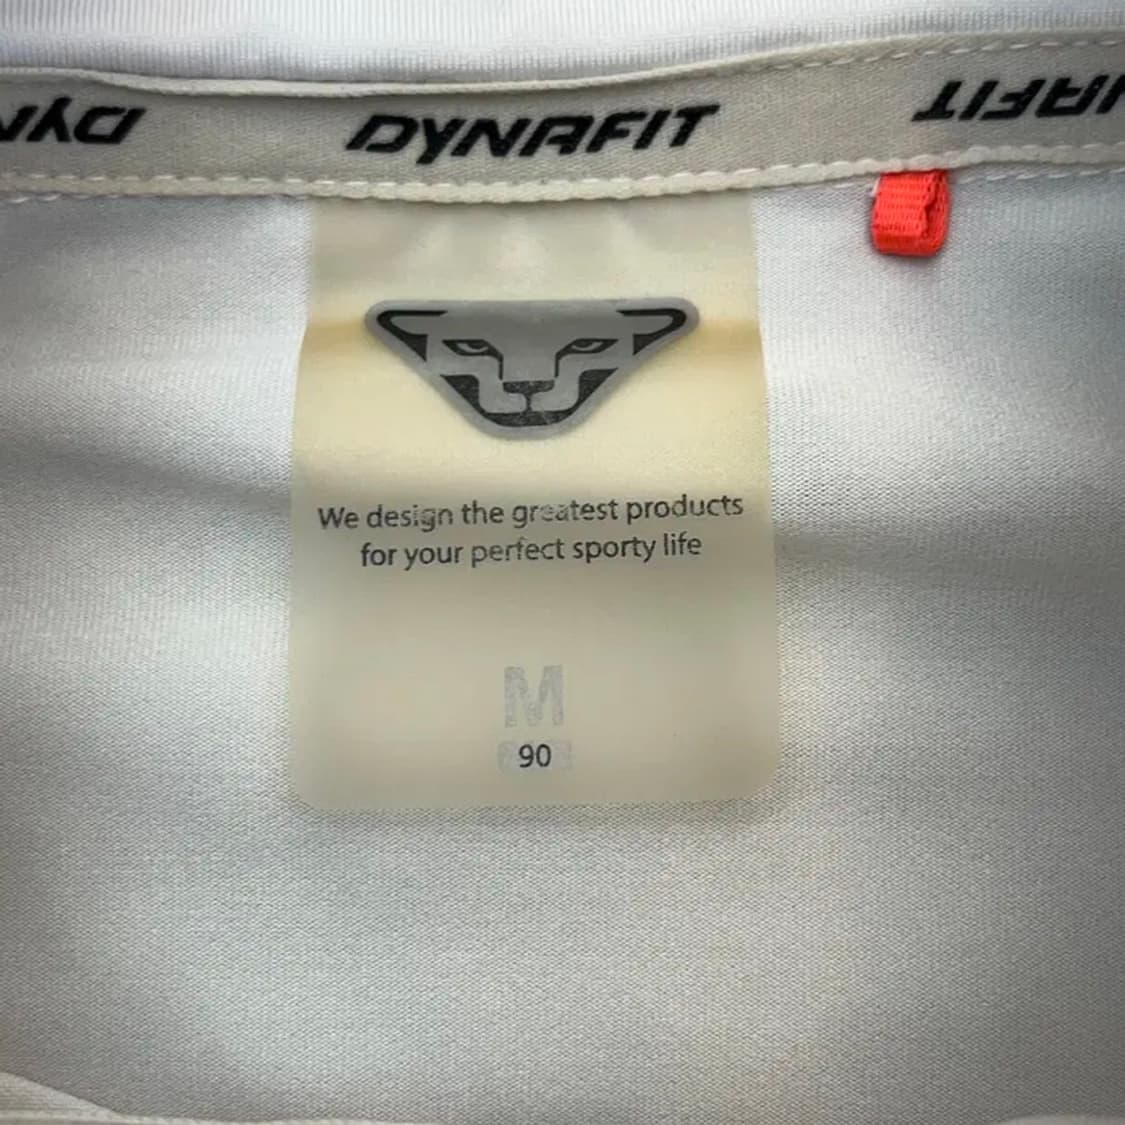 DYNAFIT
We design the greatest products
for your perfect sporty life
M
90